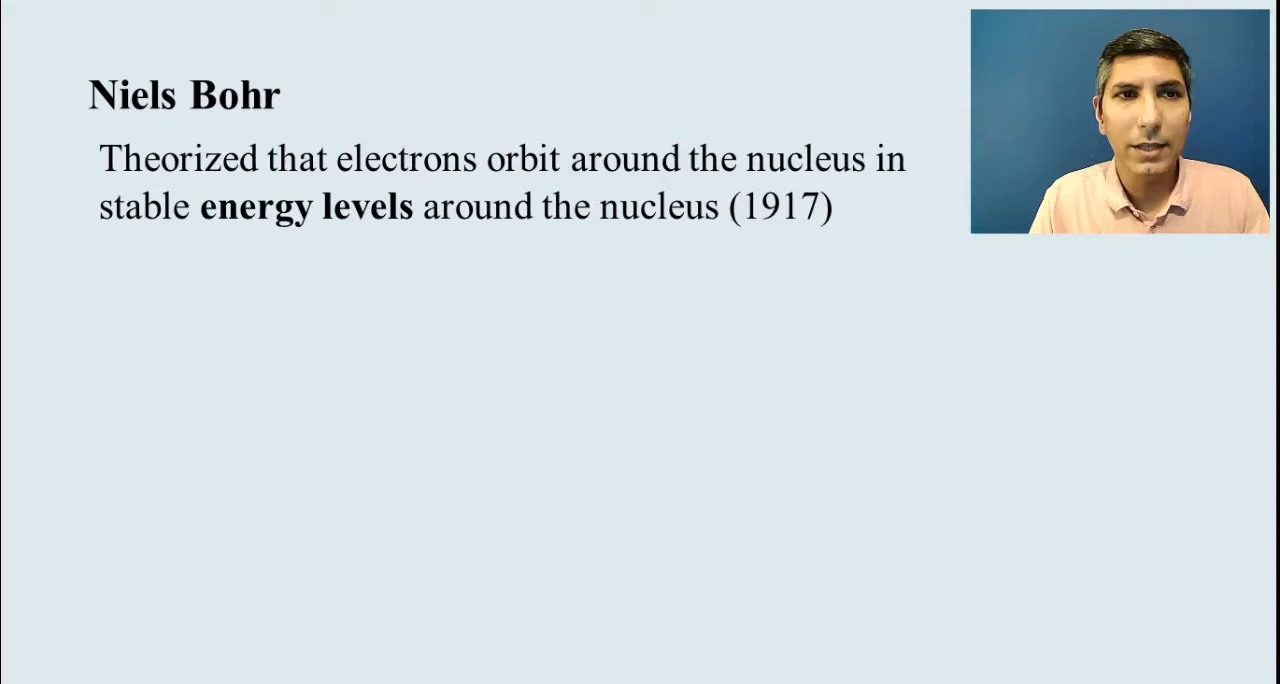 Niels Bohr
Theorized that electrons orbit around the nucleus in
stable energy levels around the nucleus (1917)